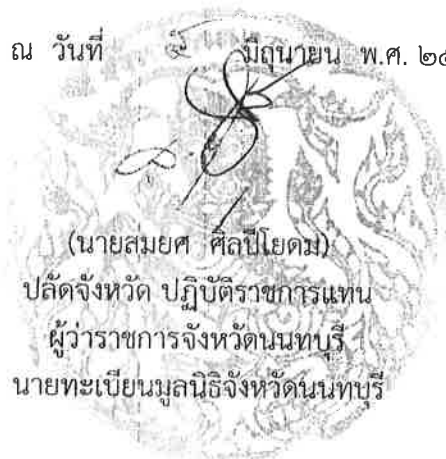 ณ วันที่ ๕ มิถุนายน พ.ศ.
(นายสมยศ ศิลปีโยดม)
ปลัดจังหวัด ปฏิบัติราชการแทน
ผู้ว่าราชการจังหวัดนนทบุรี
นายทะเบียนมูลนิธิจังหวัดนนทบุรี